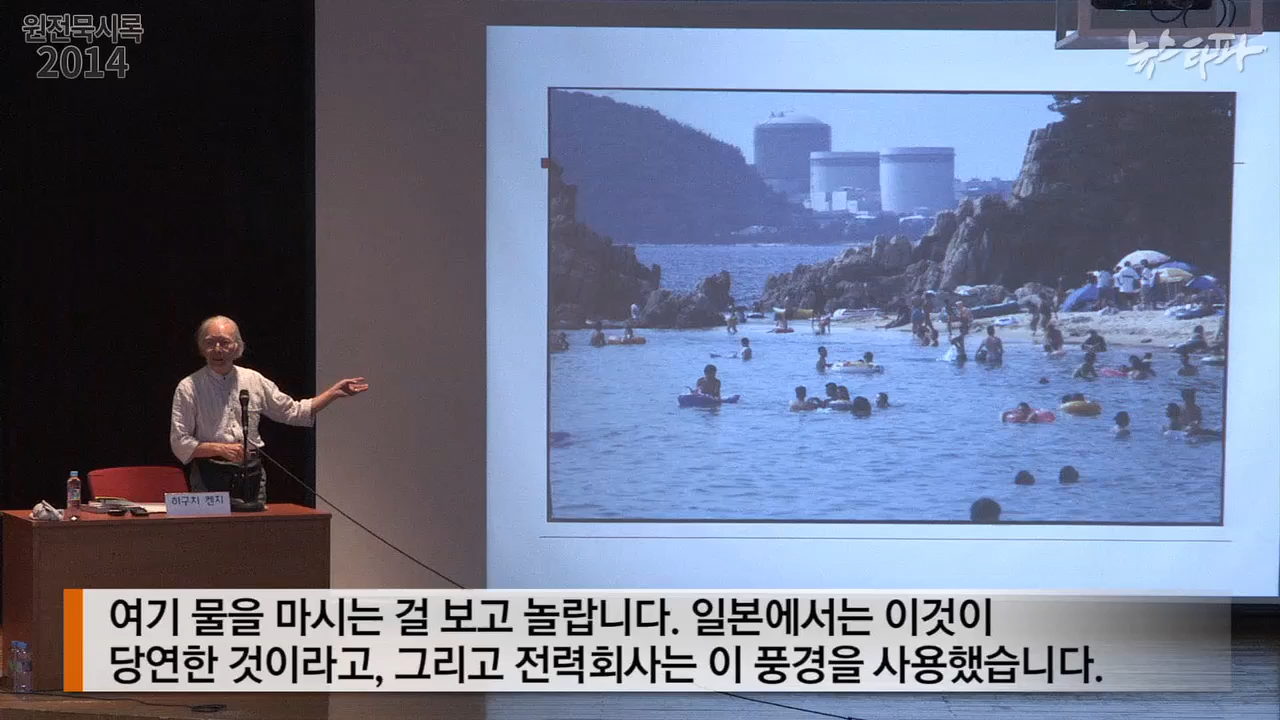 원전묵시록
2014
뉴스타파
히구치 켄지
여기 물을 마시는 걸 보고 놀랍니다. 일본에서는 이것이
당연한 것이라고, 그리고 전력회사는 이 풍경을 사용했습니다.